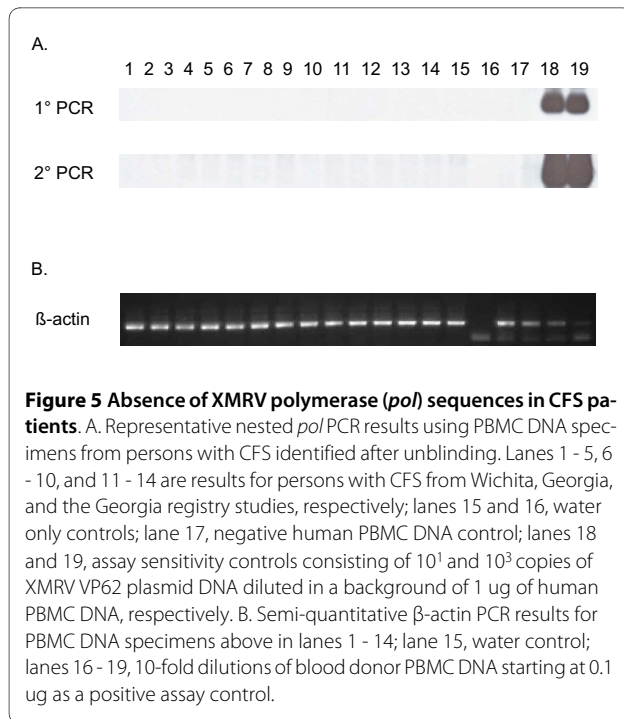 A.
1 2 3 4 5 6 7 8 9 10 11 12 13 14 15 16 17 18 19
1° PCR
2° PCR
B.
ß-actin
Figure 5 Absence of XMRV polymerase (pol) sequences in CFS pa-
tients. A. Representative nested pol PCR results using PBMC DNA spec-
imens from persons with CFS identified after unblinding. Lanes 1 - 5, 6
- 10, and 11 - 14 are results for persons with CFS from Wichita, Georgia,
and the Georgia registry studies, respectively; lanes 15 and 16, water
only controls; lane 17, negative human PBMC DNA control; lanes 18
and 19, assay sensitivity controls consisting of 10¹ and 10³ copies of
XMRV VP62 plasmid DNA diluted in a background of 1 ug of human
PBMC DNA, respectively. B. Semi-quantitative β-actin PCR results for
PBMC DNA specimens above in lanes 1 - 14; lane 15, water control;
lanes 16 - 19, 10-fold dilutions of blood donor PBMC DNA starting at 0.1
ug as a positive assay control.